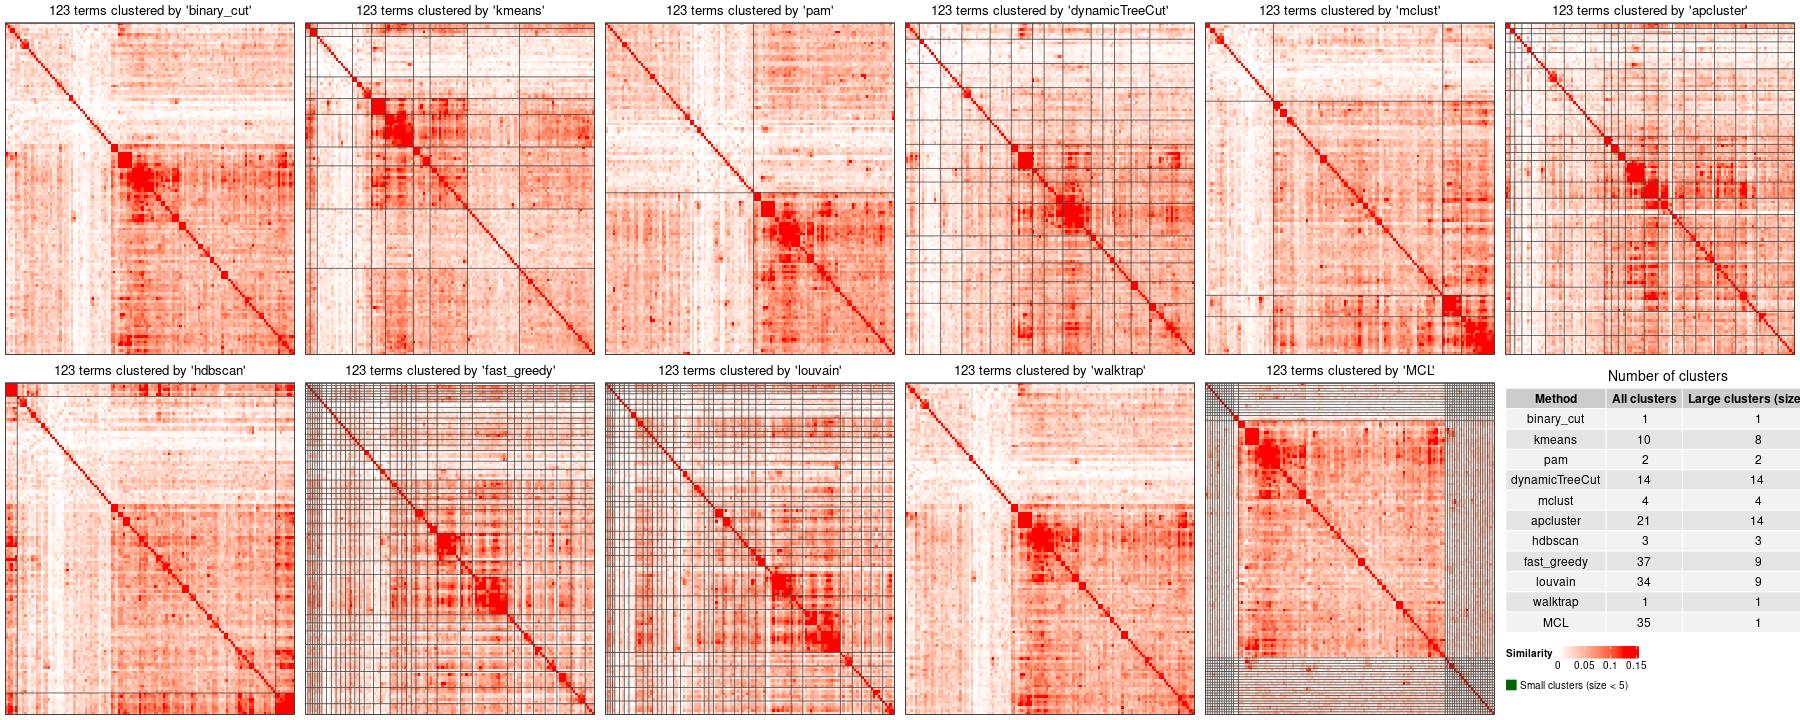 123 terms clustered by 'binary_cut'
123 terms clustered by 'kmeans'
123 terms clustered by 'pam'
123 terms clustered by 'dynamicTreeCut'
123 terms clustered by 'mclust'
123 terms clustered by 'apcluster'
123 terms clustered by 'hdbscan'
123 terms clustered by 'fast_greedy'
123 terms clustered by 'louvain'
123 terms clustered by 'walktrap'
123 terms clustered by 'MCL'
Number of clusters
Method All clusters Large clusters (size
binary_cut 1 1
kmeans 10 8
pam 2 2
dynamicTreeCut 14 14
mclust 4 4
apcluster 21 14
hdbscan 3 3
fast_greedy 37 9
louvain 34 9
walktrap 1 1
MCL 35 1
Similarity
0 0.05 0.1 0.15
Small clusters (size < 5)